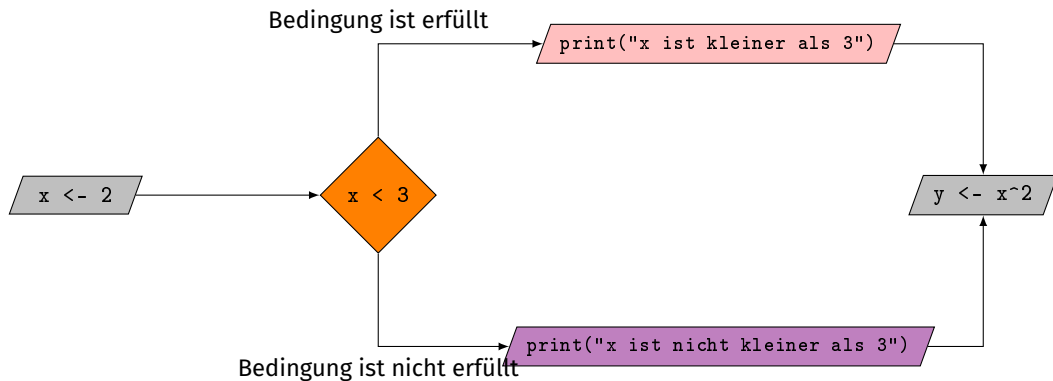 Bedingung ist erfüllt
print("x ist kleiner als 3")
x <- 2
x < 3
y <- x^2
print("x ist nicht kleiner als 3")
Bedingung ist nicht erfüllt